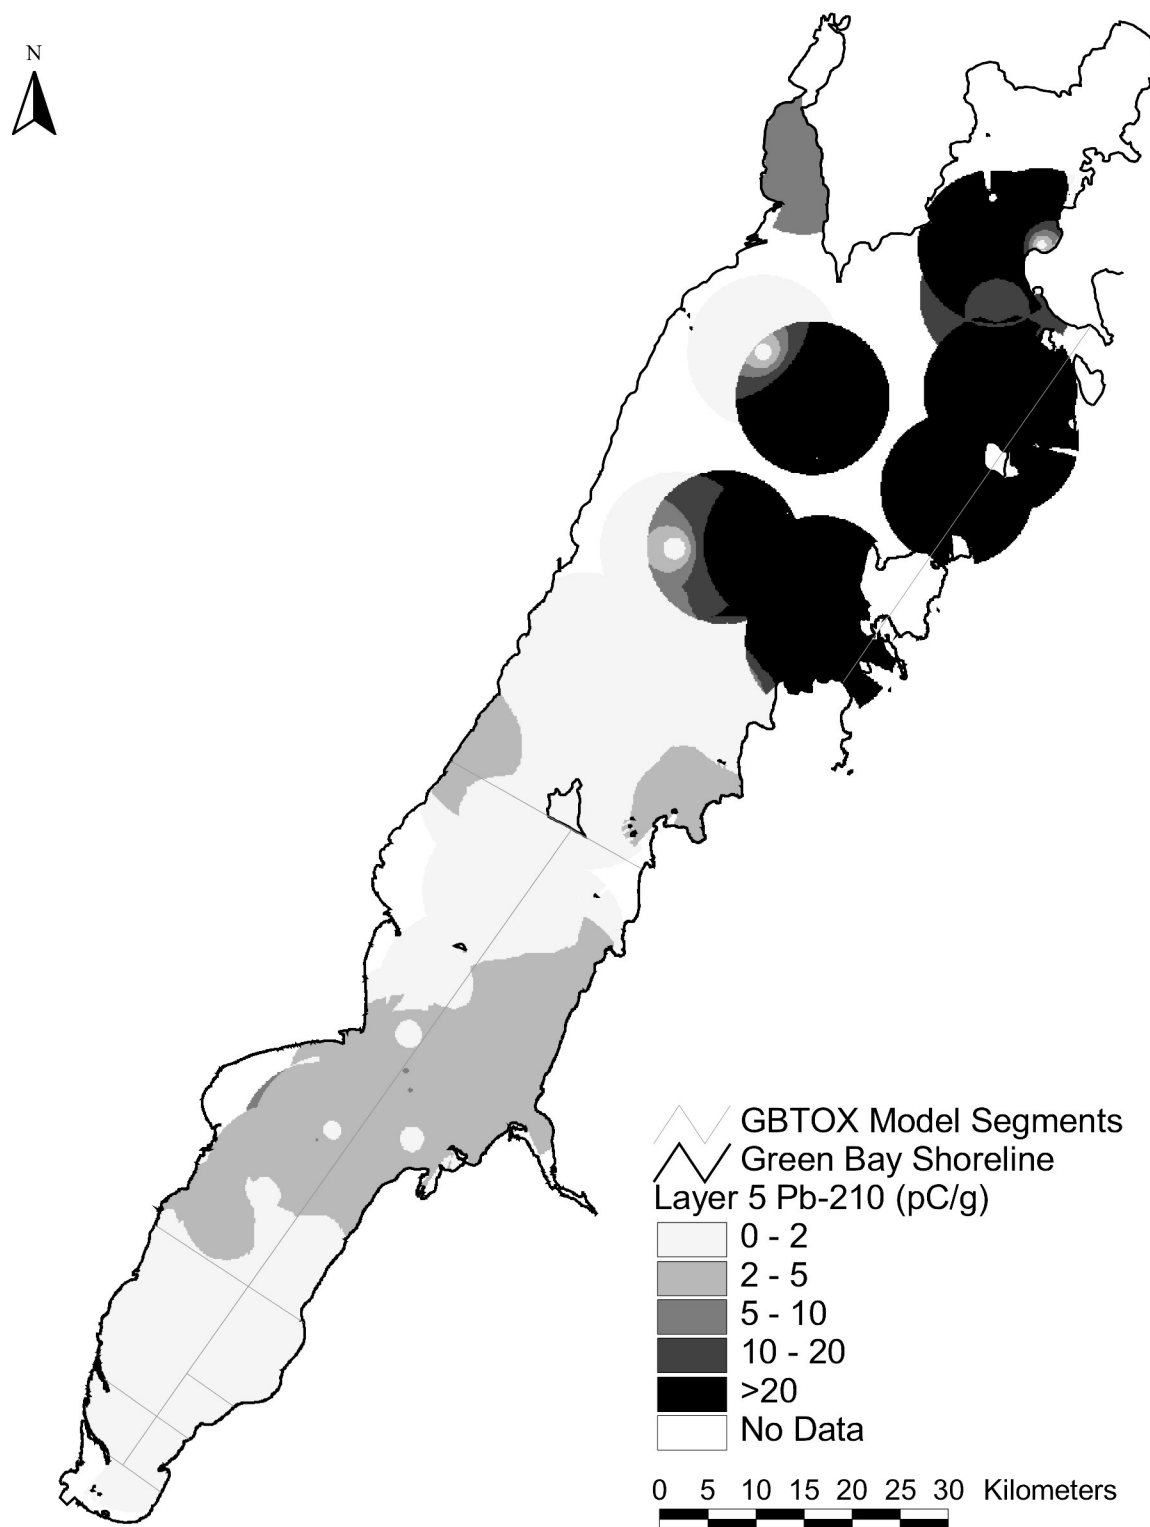 N
GBTOX Model Segments
Green Bay Shoreline
Layer 5 Pb-210 (pC/g)
0 - 2
2 - 5
5 - 10
10 - 20
>20
No Data
0 5 10 15 20 25 30 Kilometers